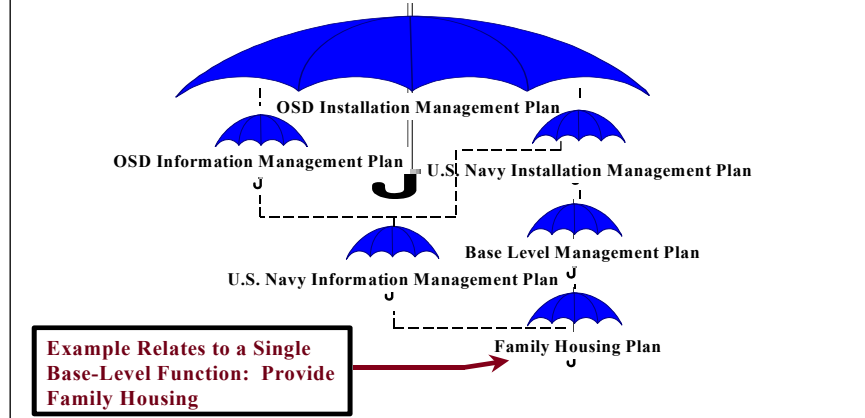 OSD Installation Management Plan
OSD Information Management Plan
U.S. Navy Installation Management Plan
Base Level Management Plan
U.S. Navy Information Management Plan
Family Housing Plan
Example Relates to a Single
Base-Level Function: Provide
Family Housing